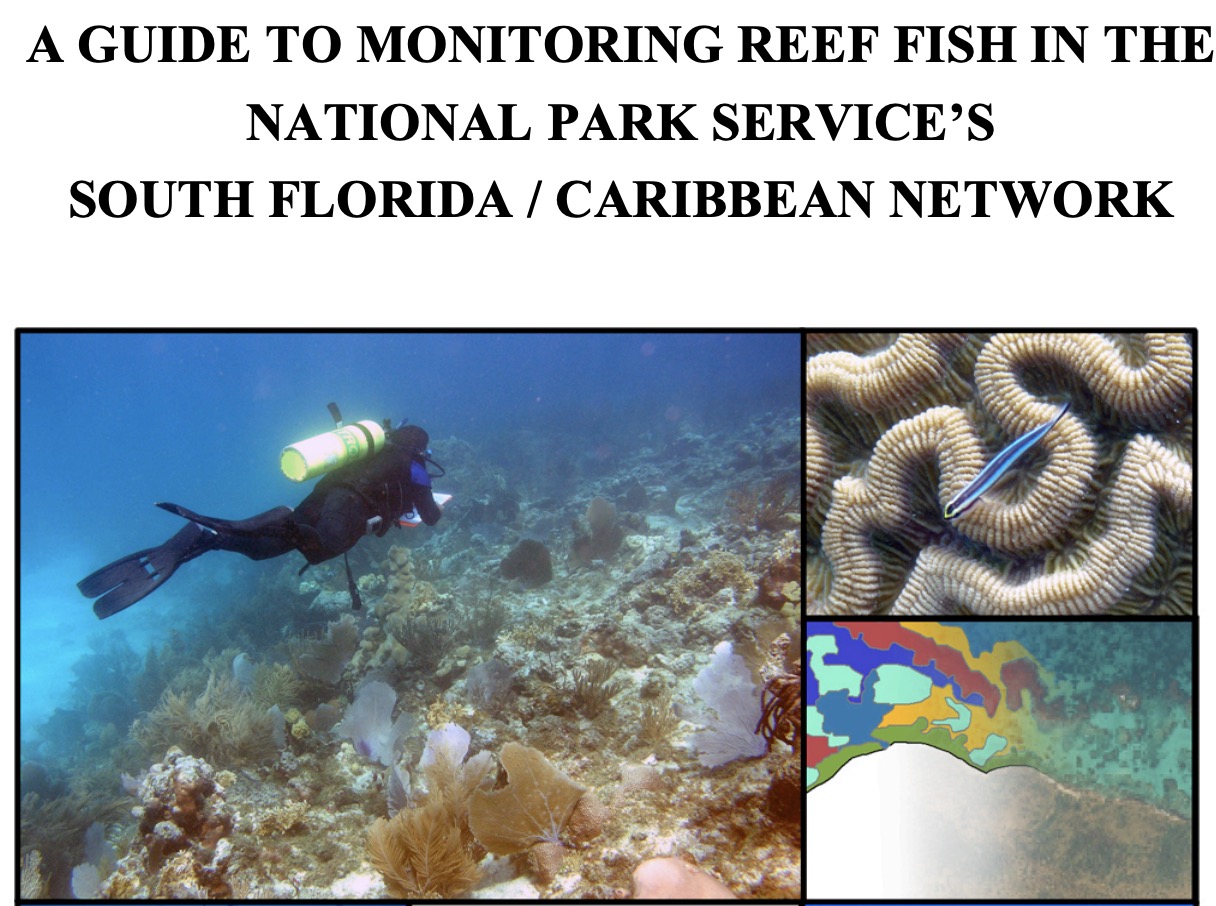 A GUIDE TO MONITORING REEF FISH IN THE
NATIONAL PARK SERVICE’S
SOUTH FLORIDA / CARIBBEAN NETWORK